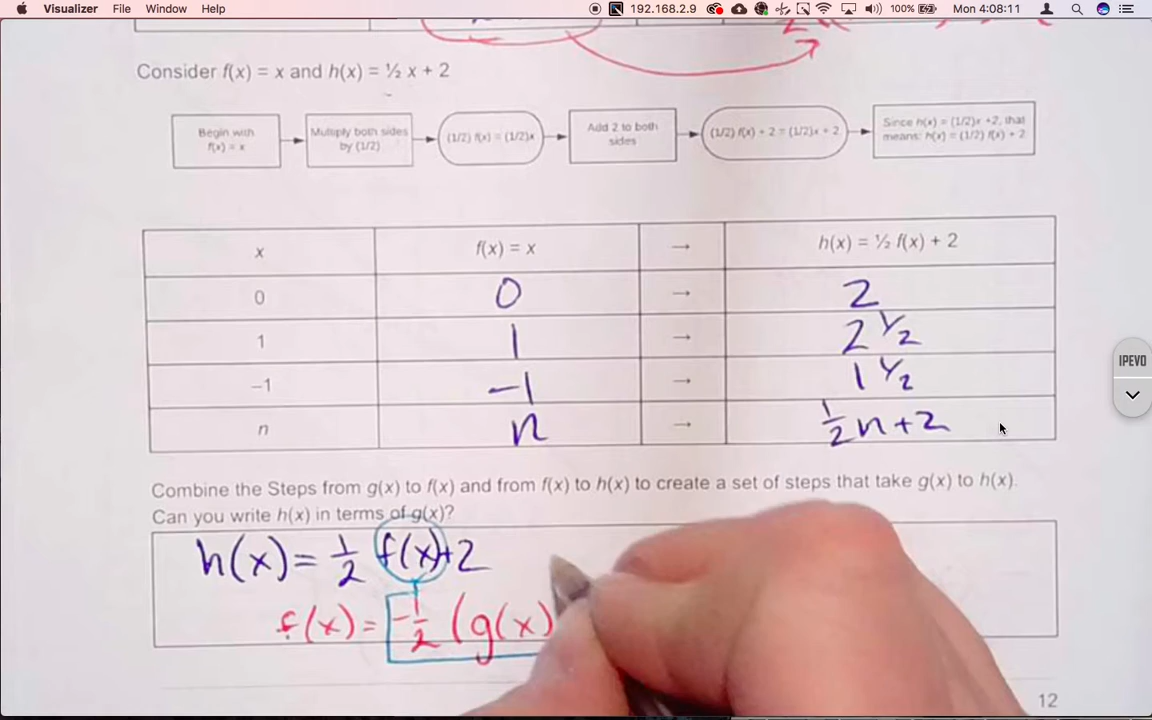 Visualizer File Window Help 192.168.2.9 100% Mon 4:08:11
Consider f(x) = x and h(x) = ½ x + 2
Begin with
f(x) = x
Multiply both sides
by (1/2)
(1/2) f(x) = (1/2)x
Add 2 to both
sides
(1/2) f(x) + 2 = (1/2)x + 2
Since h(x) = (1/2)x +2, that
means: h(x) = (1/2) f(x) + 2
x f(x) = x → h(x) = ½ f(x) + 2
0 0 → 2
1 1 → 2 1/2
−1 −1 → 1 1/2
n n → 1/2 n + 2
IPEVO
Combine the Steps from g(x) to f(x) and from f(x) to h(x) to create a set of steps that take g(x) to h(x).
Can you write h(x) in terms of g(x)?
h(x) = 1/2 f(x) + 2
f(x) = -1/2 (g(x)
12